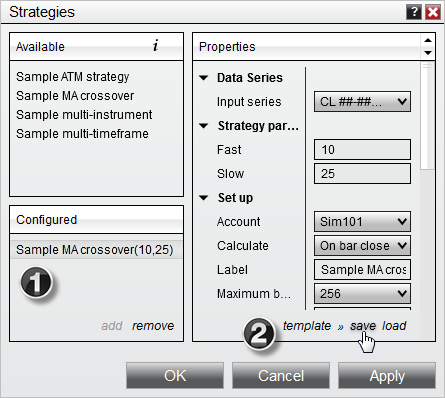 Strategies
?
Available i
Sample ATM strategy
Sample MA crossover
Sample multi-instrument
Sample multi-timeframe
Configured
Sample MA crossover(10,25)
1
add remove
Properties
Data Series
Input series CL ##-##...
Strategy par...
Fast 10
Slow 25
Set up
Account Sim101
Calculate On bar close
Label Sample MA cros
Maximum b... 256
2 template » save load
OK Cancel Apply